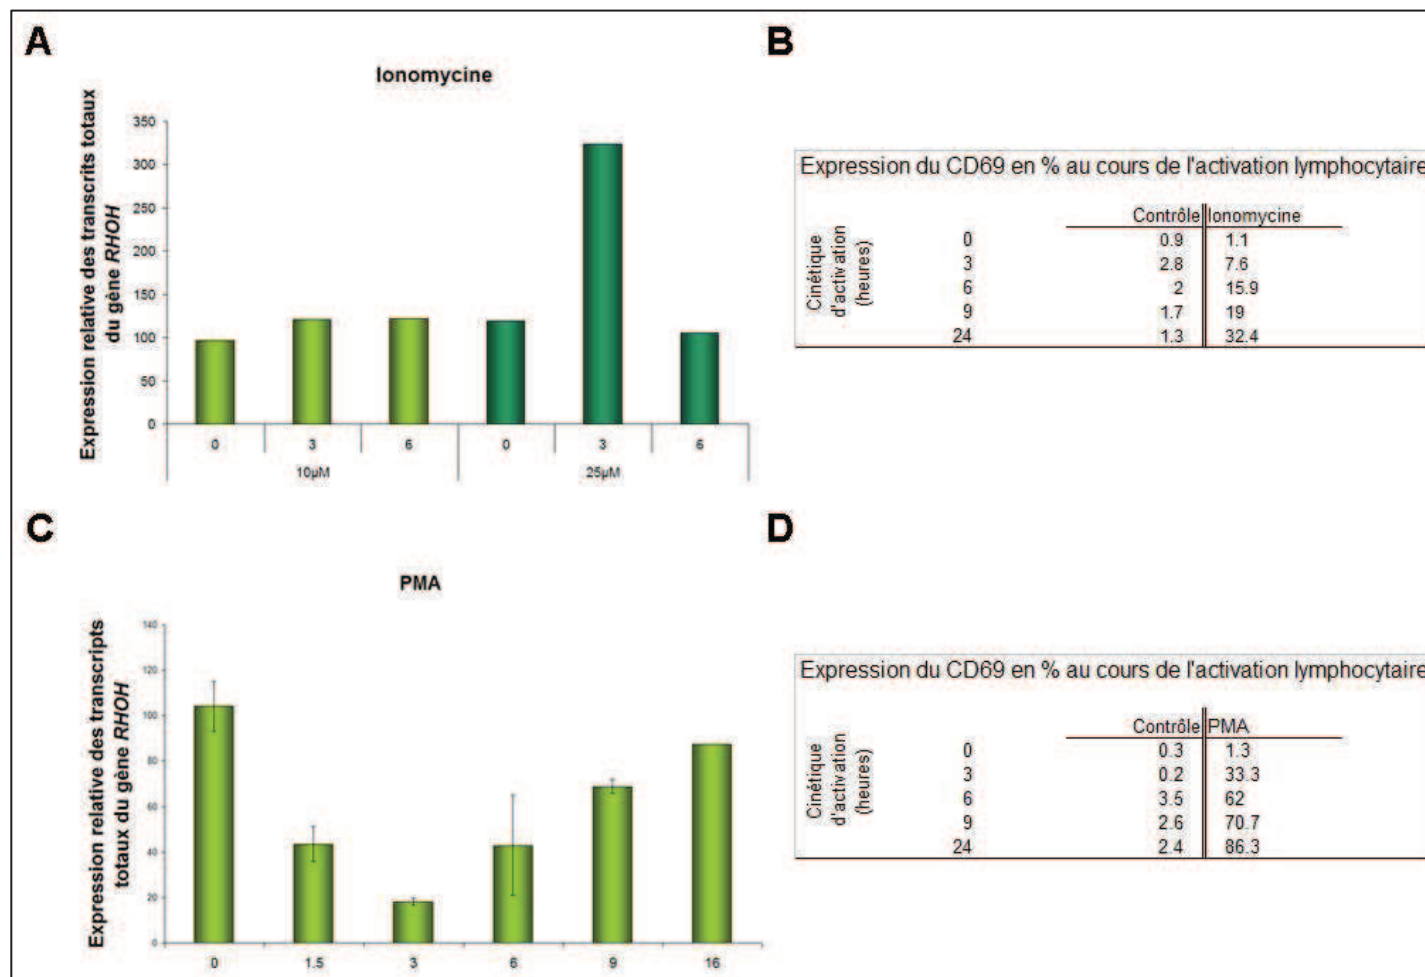 A
Ionomycine
Expression relative des transcrits totaux
du gène RHOH
350
300
250
200
150
100
50
0
0 3 6 0 3 6
10µM 25µM
B
Expression du CD69 en % au cours de l'activation lymphocytaire
Contrôle Ionomycine
Cinétique
d'activation
(heures)
0 0.9 1.1
3 2.8 7.6
6 2 15.9
9 1.7 19
24 1.3 32.4
C
PMA
Expression relative des transcripts
totaux du gène RHOH
140
120
100
80
60
40
20
0
0 1.5 3 6 9 16
D
Expression du CD69 en % au cours de l'activation lymphocytaire
Contrôle PMA
Cinétique
d'activation
(heures)
0 0.3 1.3
3 0.2 33.3
6 3.5 62
9 2.6 70.7
24 2.4 86.3